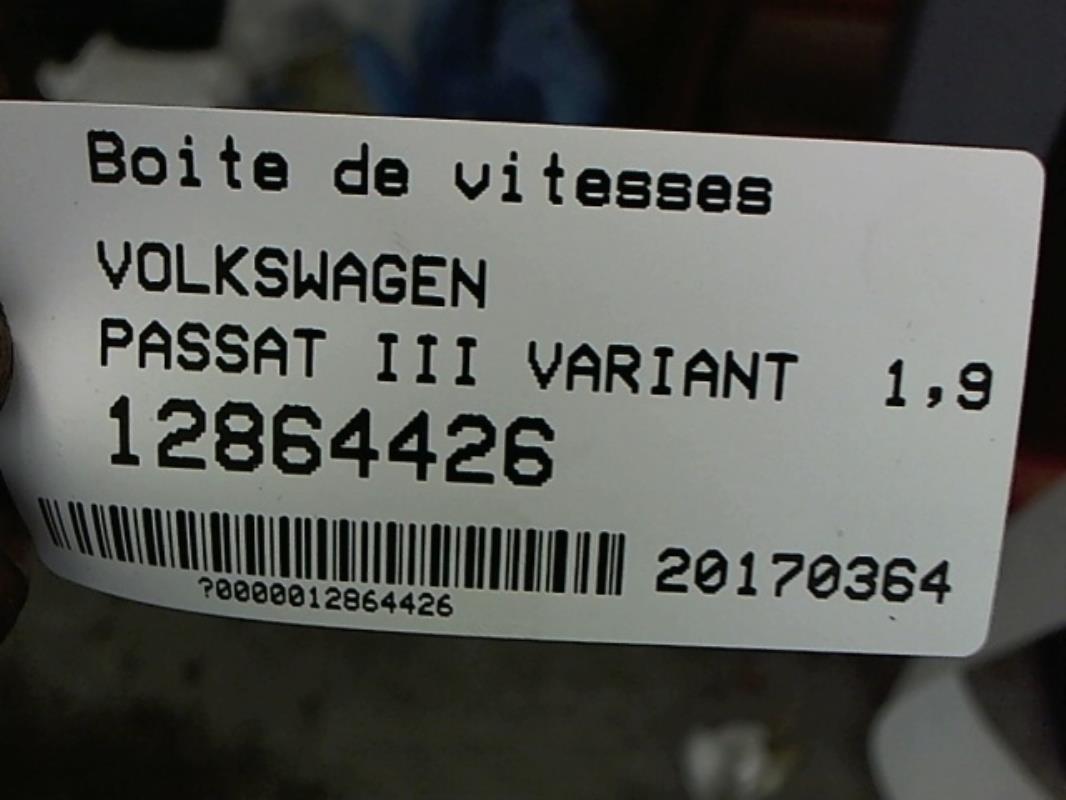 Boite de vitesses
VOLKSWAGEN
PASSAT III VARIANT 1,9
12864426
20170364
?0000012864426